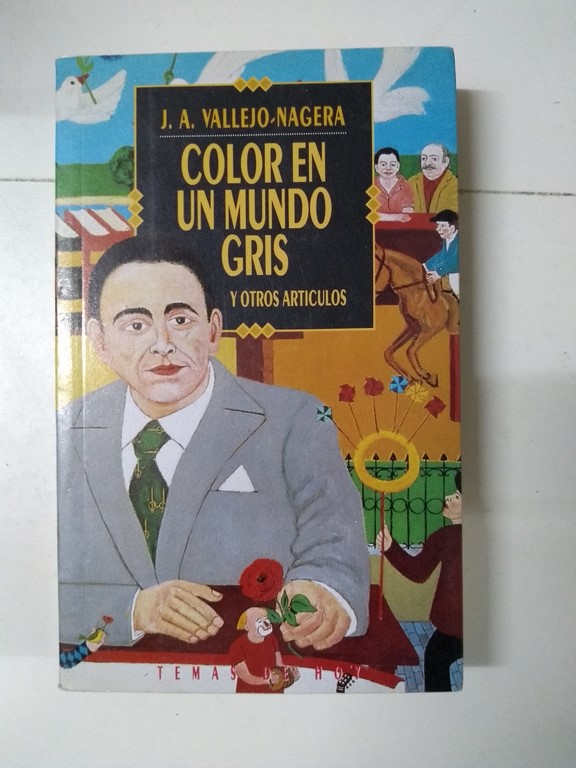 J. A. VALLEJO-NAGERA
COLOR EN
UN MUNDO
GRIS
Y OTROS ARTICULOS
TEMAS DE HOY